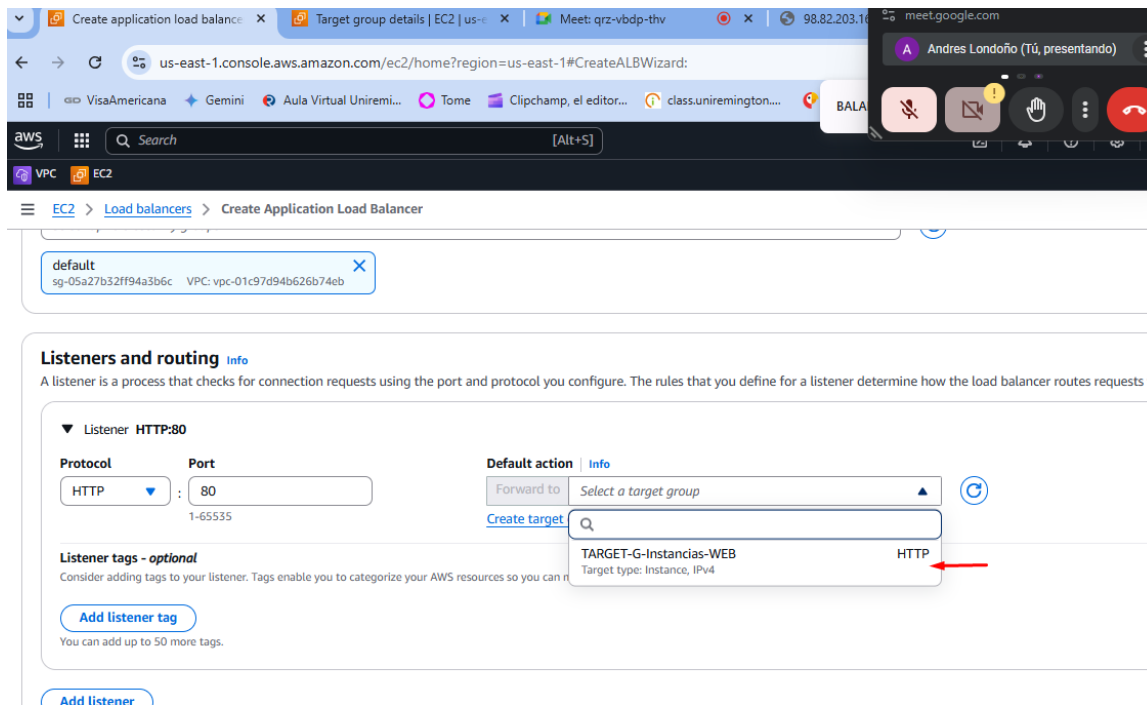 Create application load balance
Target group details | EC2 | us-e
Meet: qrz-vbdp-thv
98.82.203.16
meet.google.com
A Andres Londoño (Tú, presentando)
us-east-1.console.aws.amazon.com/ec2/home?region=us-east-1#CreateALBWizard:
VisaAmericana
Gemini
Aula Virtual Uniremi...
Tome
Clipchamp, el editor...
class.uniremington....
BALA
aws
Search
[Alt+S]
VPC
EC2
EC2 > Load balancers > Create Application Load Balancer
default
sg-05a27b32ff94a3b6c VPC: vpc-01c97d94b626b74eb
Listeners and routing Info
A listener is a process that checks for connection requests using the port and protocol you configure. The rules that you define for a listener determine how the load balancer routes requests
Listener HTTP:80
Protocol
Port
Default action | Info
HTTP
:
80
Forward to
Select a target group
1-65535
Create target
TARGET-G-Instancias-WEB
HTTP
Target type: Instance, IPv4
Listener tags - optional
Consider adding tags to your listener. Tags enable you to categorize your AWS resources so you can
Add listener tag
You can add up to 50 more tags.
Add listener